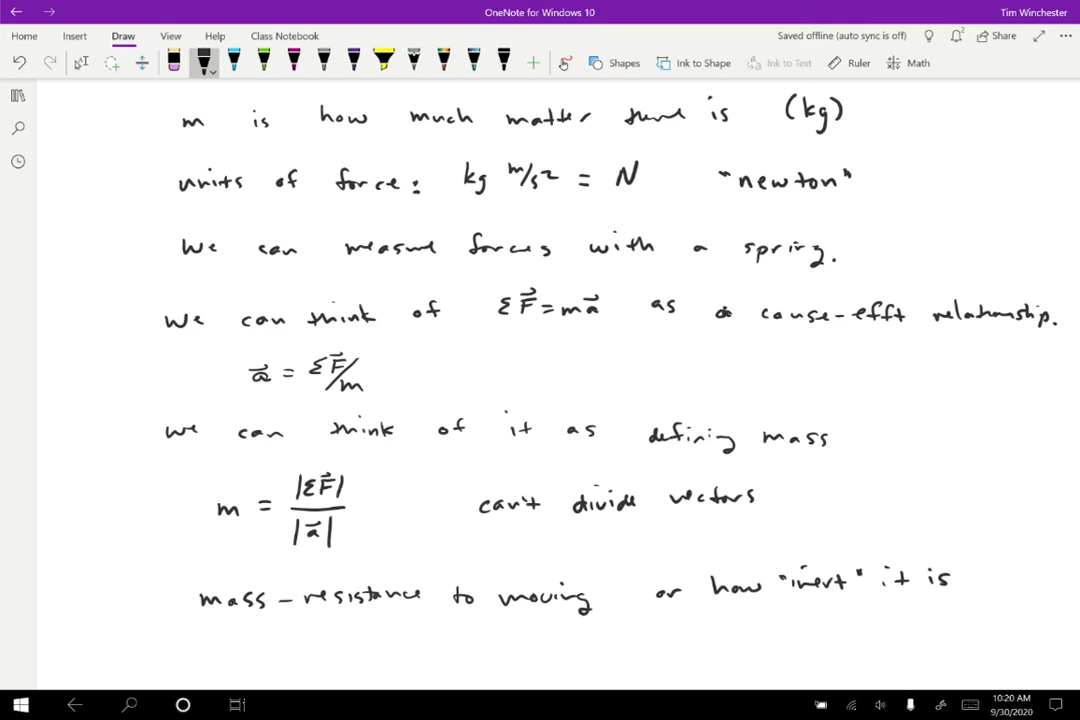 OneNote for Windows 10
Tim Winchester
Home Insert Draw View Help Class Notebook
Saved offline (auto sync is off) Share
Shapes Ink to Shape Ink to Text Ruler Math
m is how much matter there is (kg)
units of force: kg m/s² = N "newton"
We can measure forces with a spring.
We can think of ΣF⃗ = ma⃗ as a cause-efft relationship.
a⃗ = ΣF⃗/m
We can think of it as defining mass
m = |ΣF⃗| / |a⃗| can't divide vectors
mass - resistance to moving or how "inert" it is
10:20 AM
9/30/2020